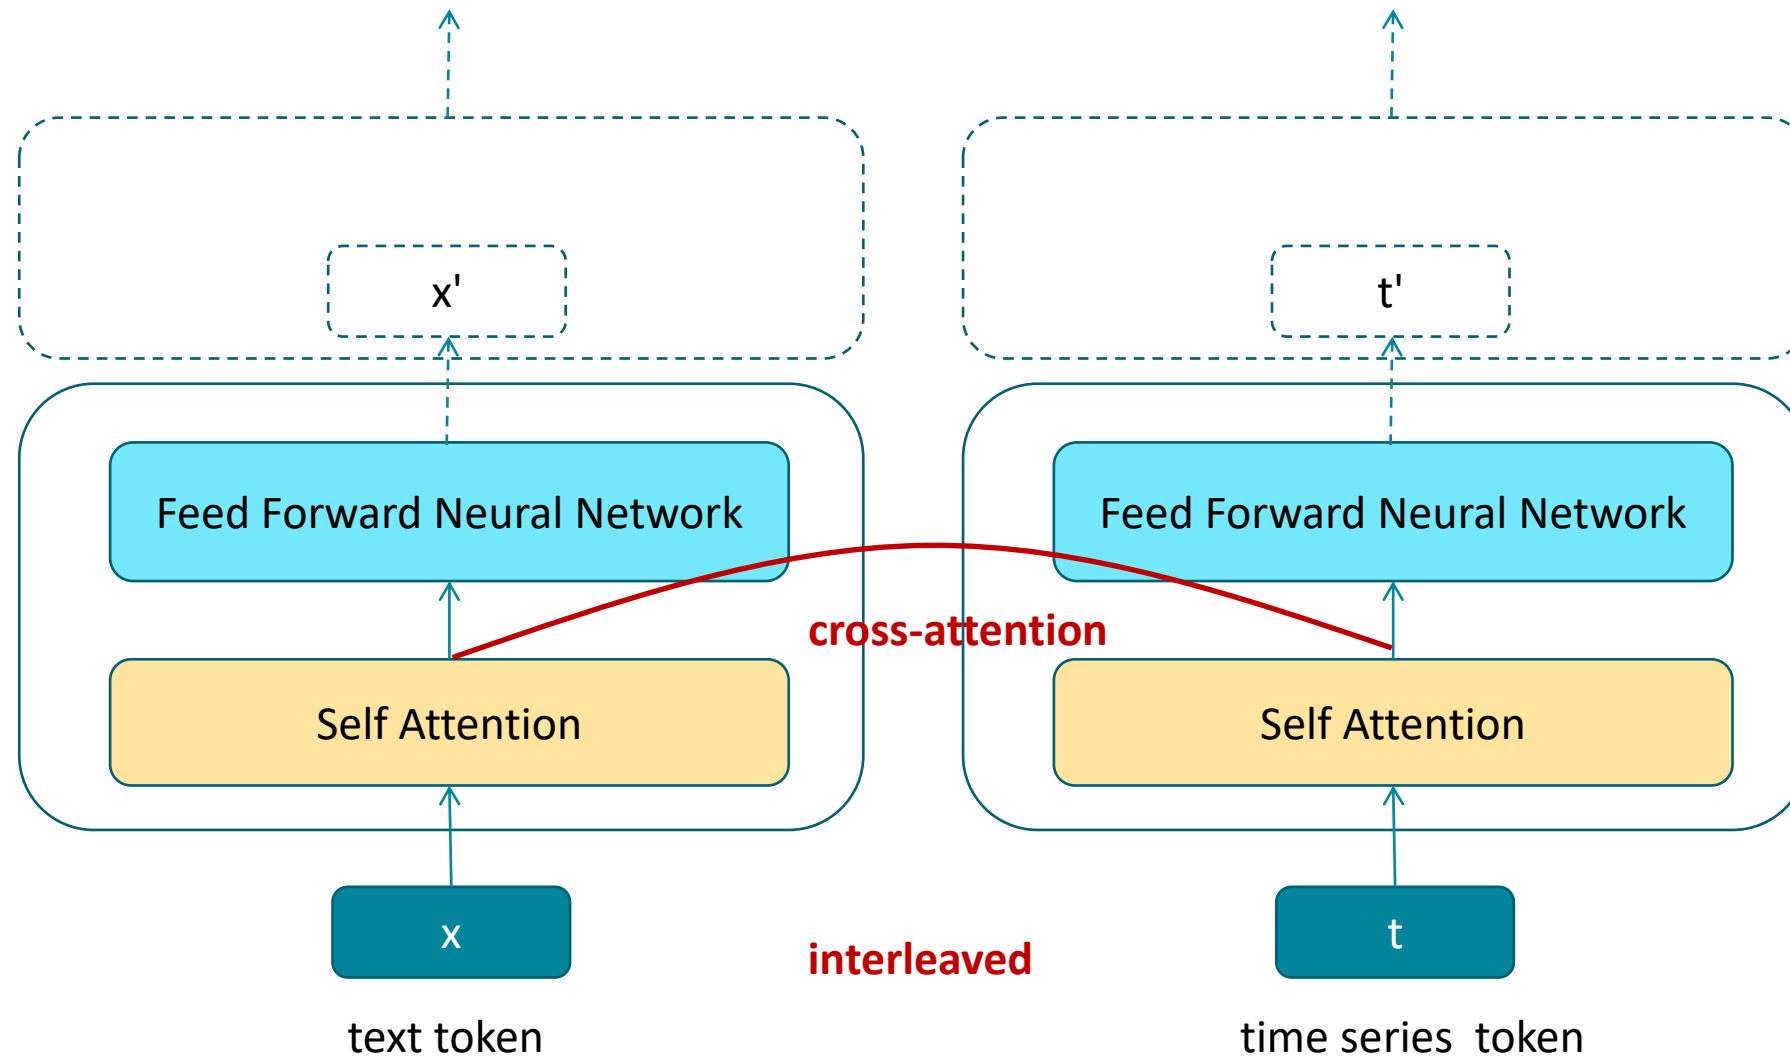 x'
t'
Feed Forward Neural Network
Feed Forward Neural Network
cross-attention
Self Attention
Self Attention
x
t
interleaved
text token
time series token